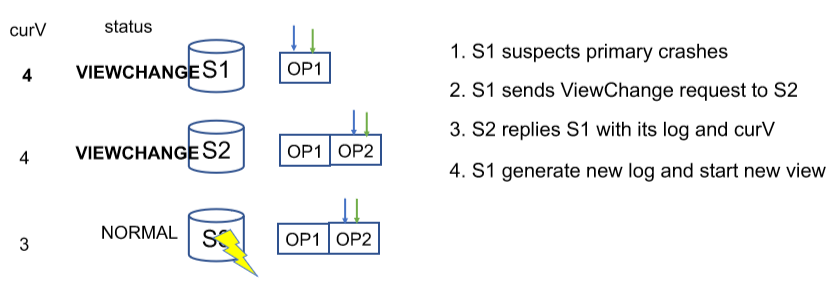 curV status
4 VIEWCHANGE S1 OP1
4 VIEWCHANGE S2 OP1 OP2
3 NORMAL OP1 OP2
1. S1 suspects primary crashes
2. S1 sends ViewChange request to S2
3. S2 replies S1 with its log and curV
4. S1 generate new log and start new view